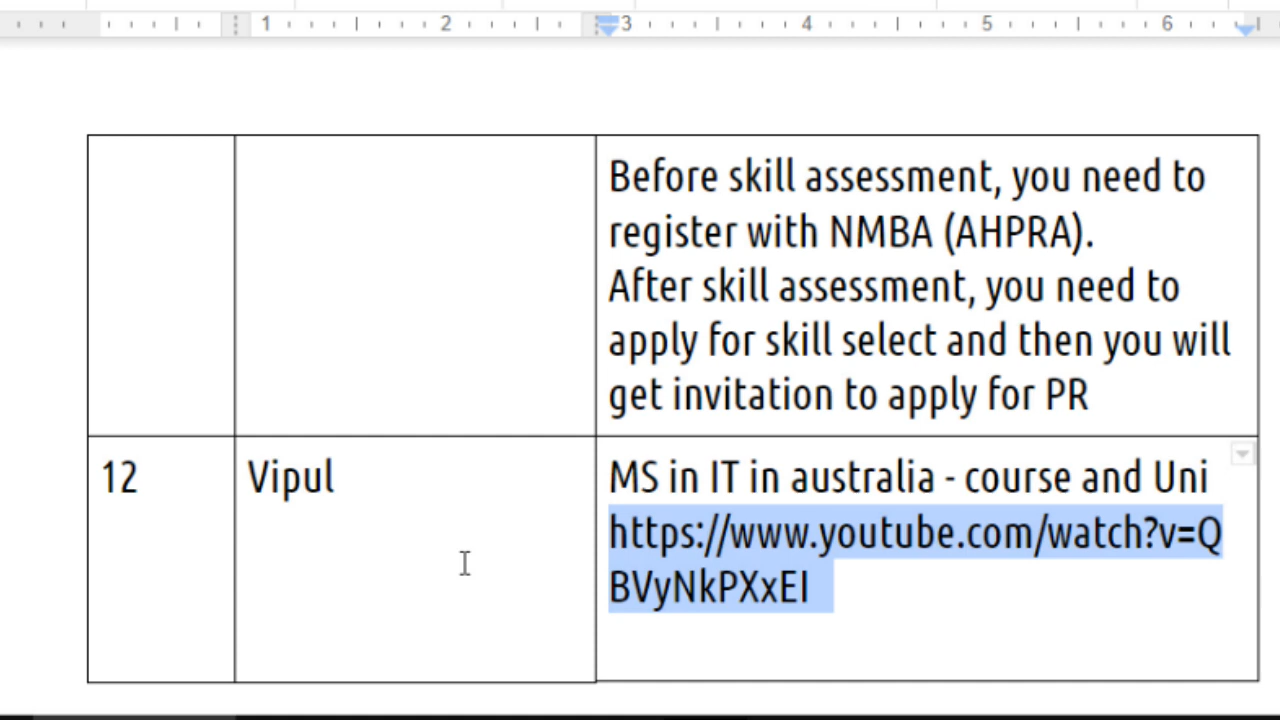 1 2 3 4 5 6
Before skill assessment, you need to
register with NMBA (AHPRA).
After skill assessment, you need to
apply for skill select and then you will
get invitation to apply for PR
12 Vipul MS in IT in australia - course and Uni
https://www.youtube.com/watch?v=Q
BVyNkPXxEI